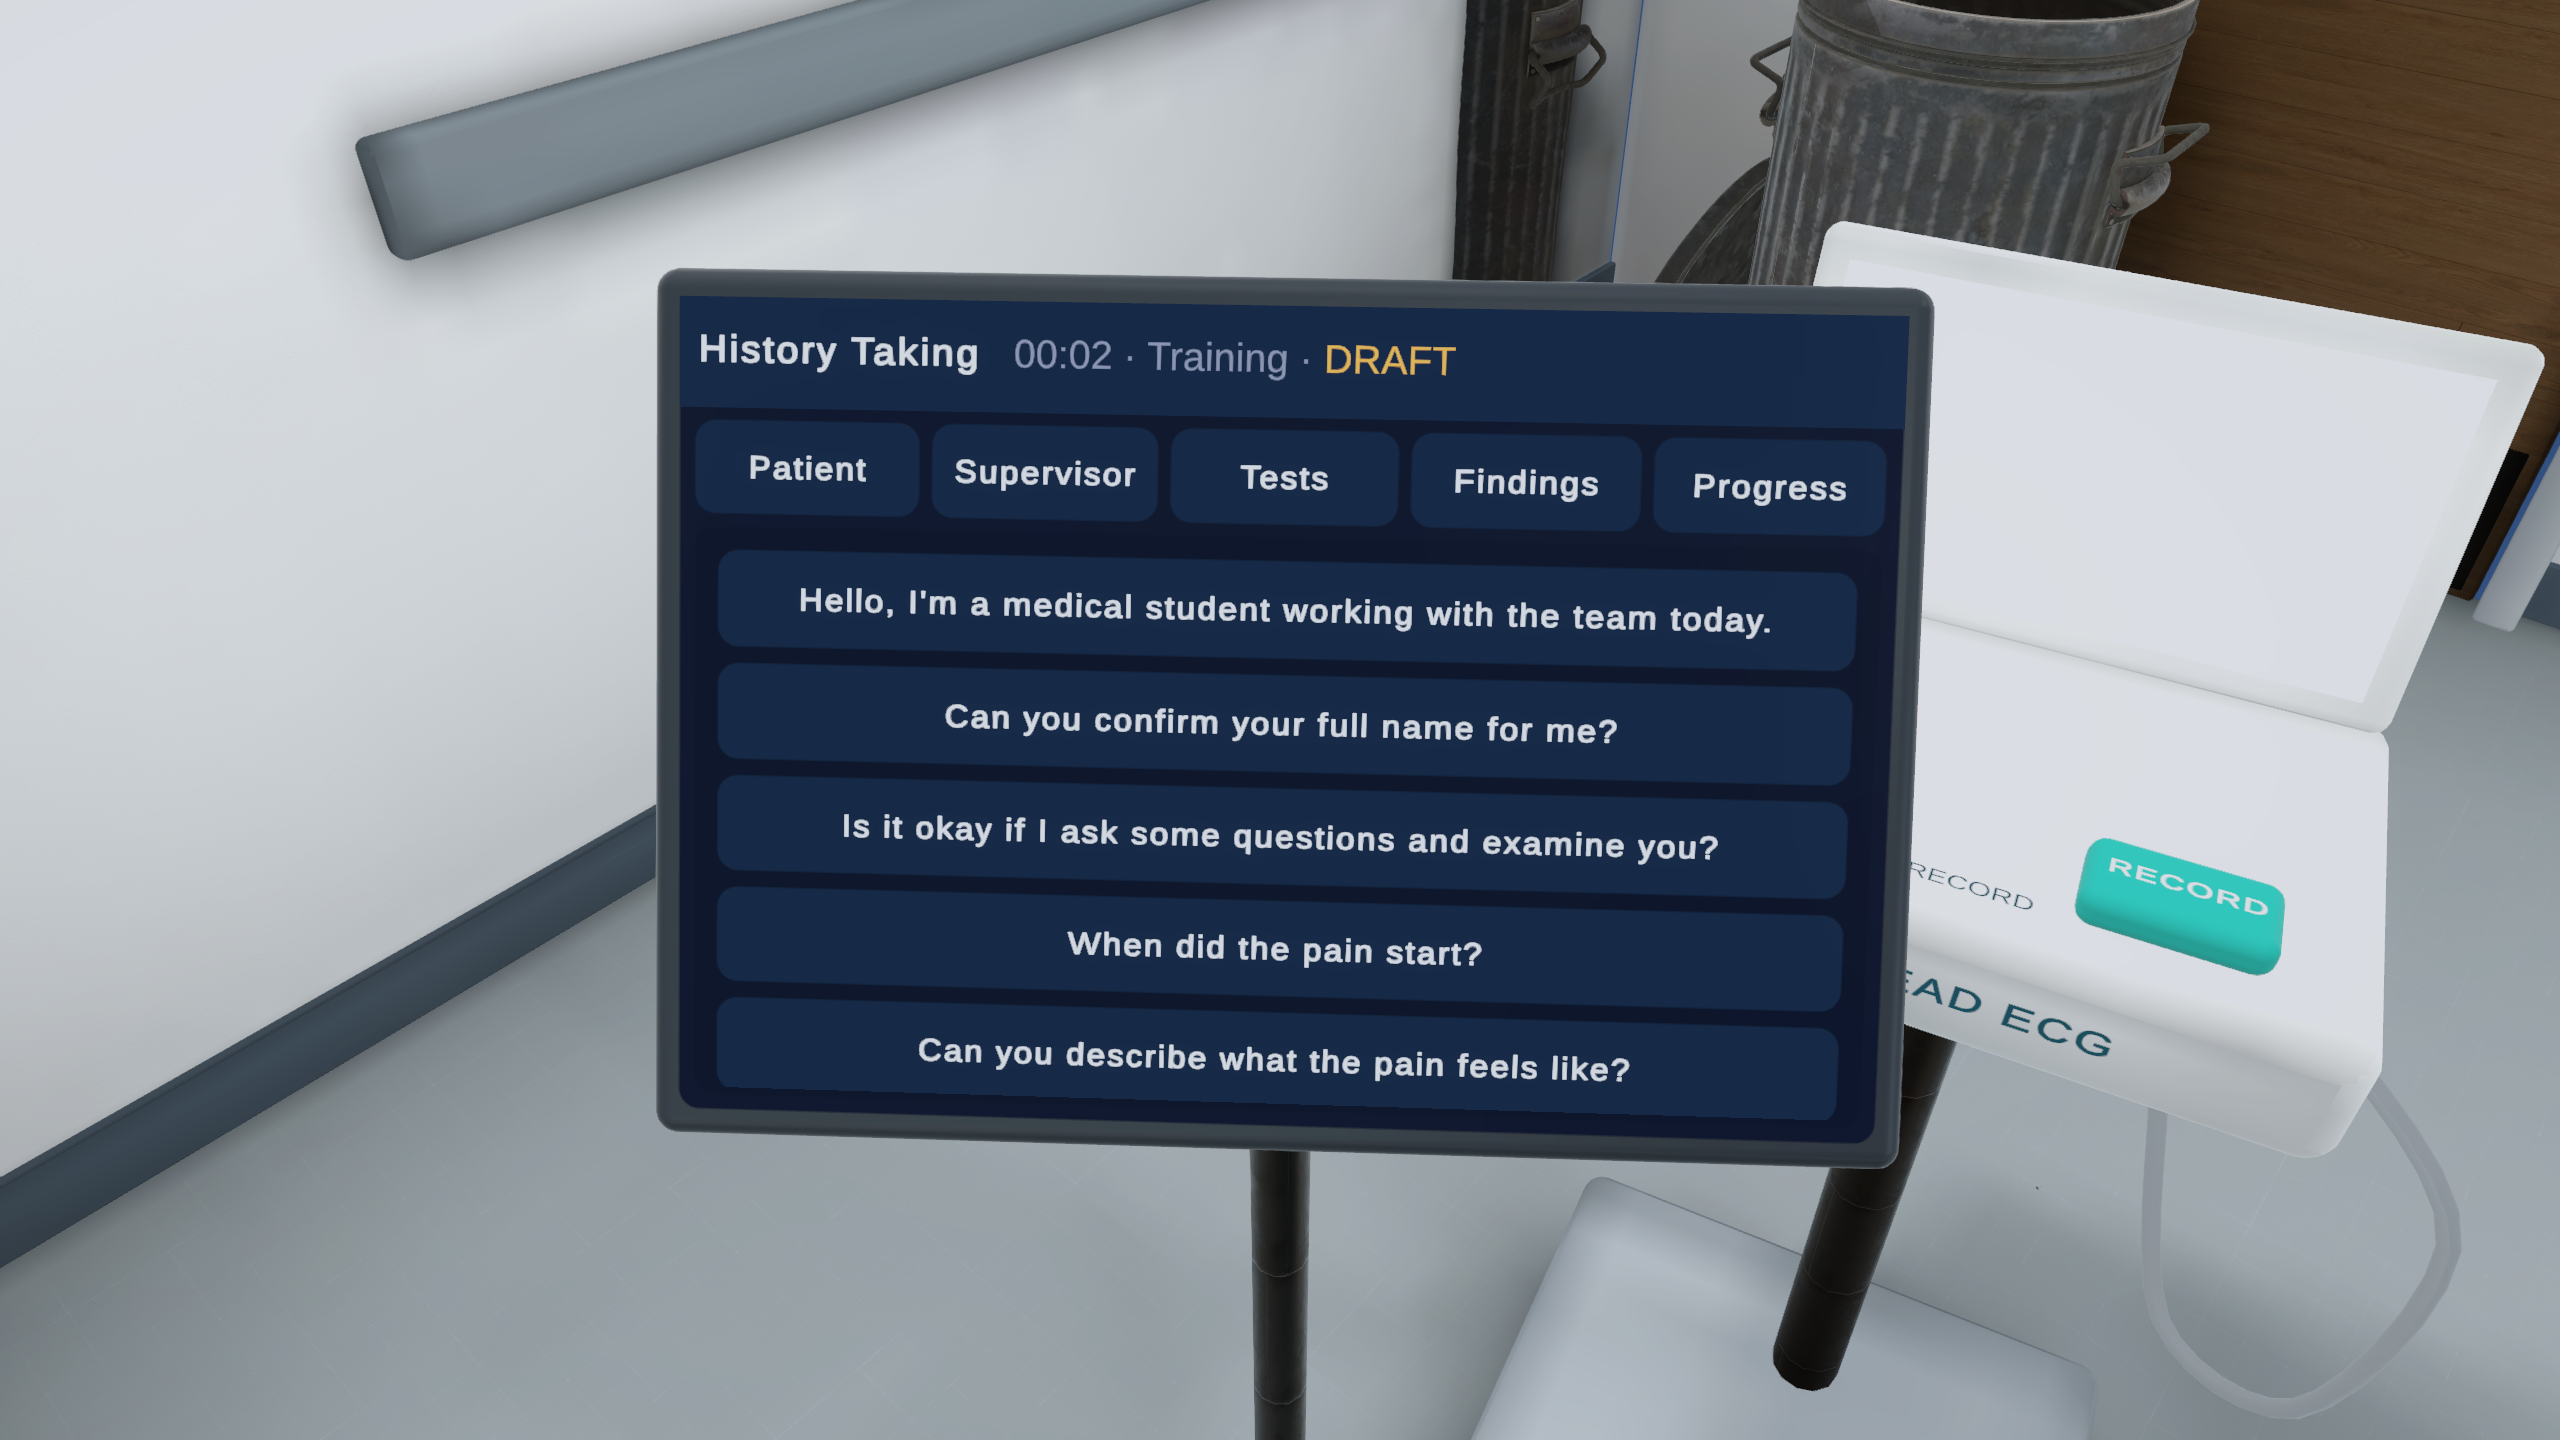 History Taking 00:02 · Training · DRAFT
Patient
Supervisor
Tests
Findings
Progress
Hello, I'm a medical student working with the team today.
Can you confirm your full name for me?
Is it okay if I ask some questions and examine you?
When did the pain start?
Can you describe what the pain feels like?
RECORD
RECORD
ECG